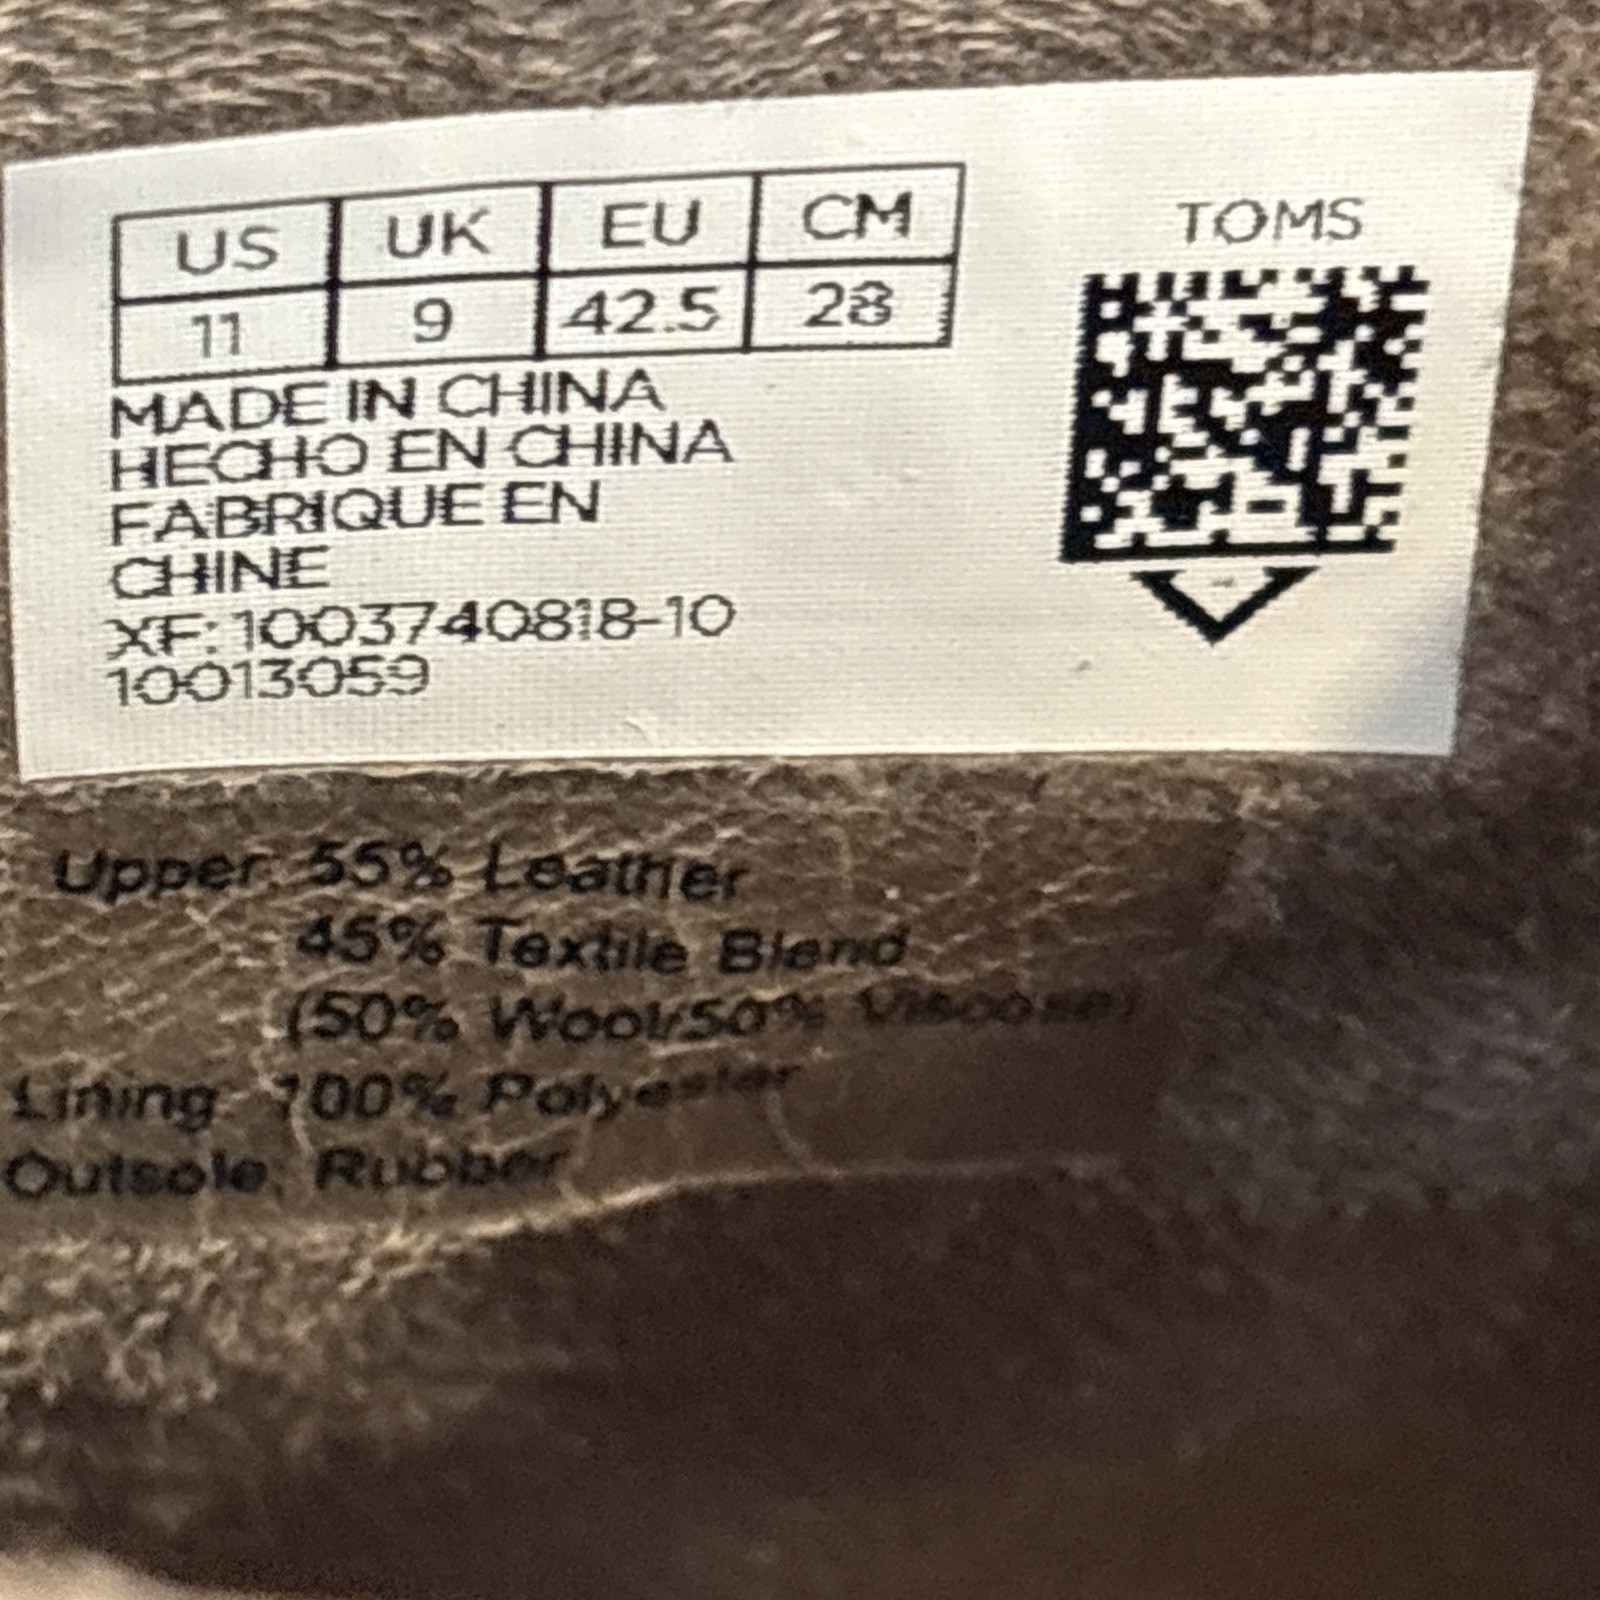 US UK EU CM
11 9 42.5 28
TOMS
MADE IN CHINA
HECHO EN CHINA
FABRIQUE EN
CHINE
XF: 1003740818-10
10013059
Upper: 55% Leather
45% Textile Blend
(50% Wool/50% Viscose)
Lining: 100% Polyester
Outsole: Rubber